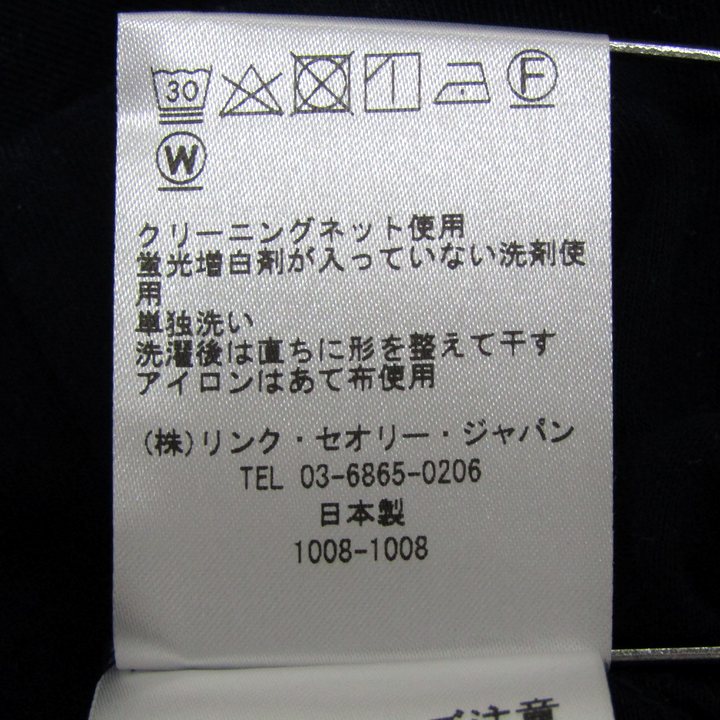 30 F
W
クリーニングネット使用
蛍光増白剤が入っていない洗剤使
用
単独洗い
洗濯後は直ちに形を整えて干す
アイロンはあて布使用
(株)リンク・セオリー・ジャパン
TEL 03-6865-0206
日本製
1008-1008
ご注意